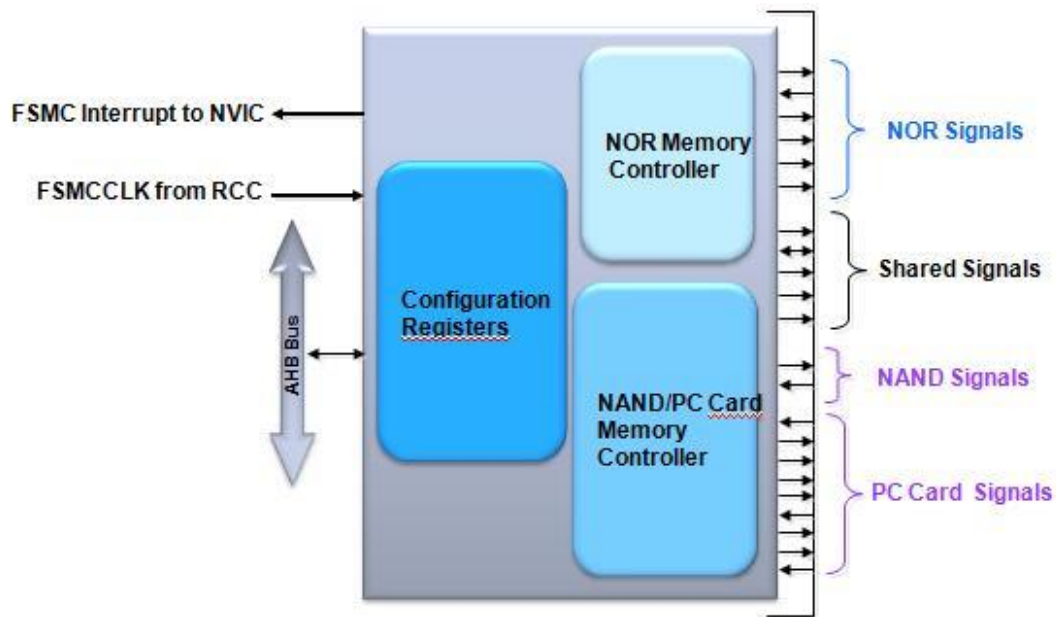 FSMC Interrupt to NVIC
FSMCCLK from RCC
AHB Bus
Configuration
Registers
NOR Memory
Controller
NAND/PC Card
Memory
Controller
NOR Signals
Shared Signals
NAND Signals
PC Card Signals